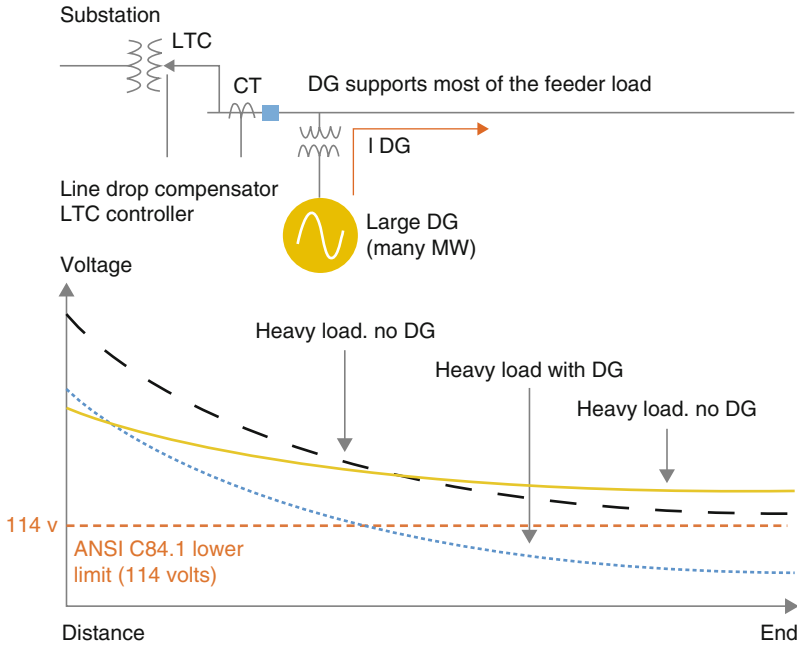 Substation
LTC
CT
DG supports most of the feeder load
I DG
Line drop compensator
LTC controller
Large DG
(many MW)
Voltage
Heavy load. no DG
Heavy load with DG
Heavy load. no DG
114 v
ANSI C84.1 lower
limit (114 volts)
Distance
End